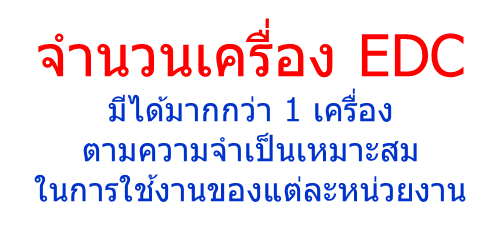 จำนวนเครื่อง EDC
มีได้มากกว่า 1 เครื่อง
ตามความจำเป็นเหมาะสม
ในการใช้งานของแต่ละหน่วยงาน